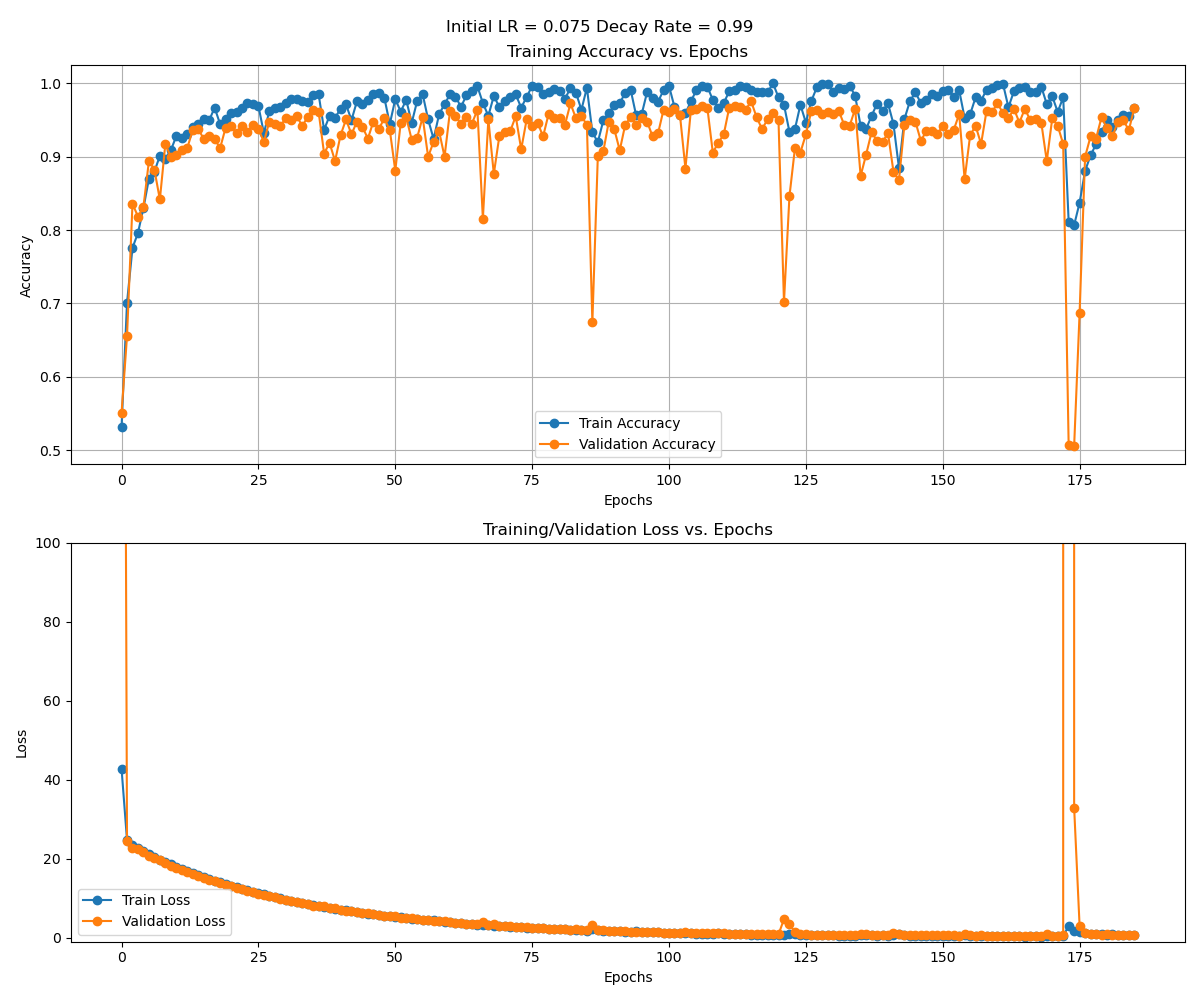 Initial LR = 0.075 Decay Rate = 0.99
Training Accuracy vs. Epochs
1.0
0.9
0.8
0.7
0.6
0.5
Accuracy
Train Accuracy
Validation Accuracy
0 25 50 75 100 125 150 175
Epochs
Training/Validation Loss vs. Epochs
100
80
60
40
20
0
Loss
Train Loss
Validation Loss
0 25 50 75 100 125 150 175
Epochs